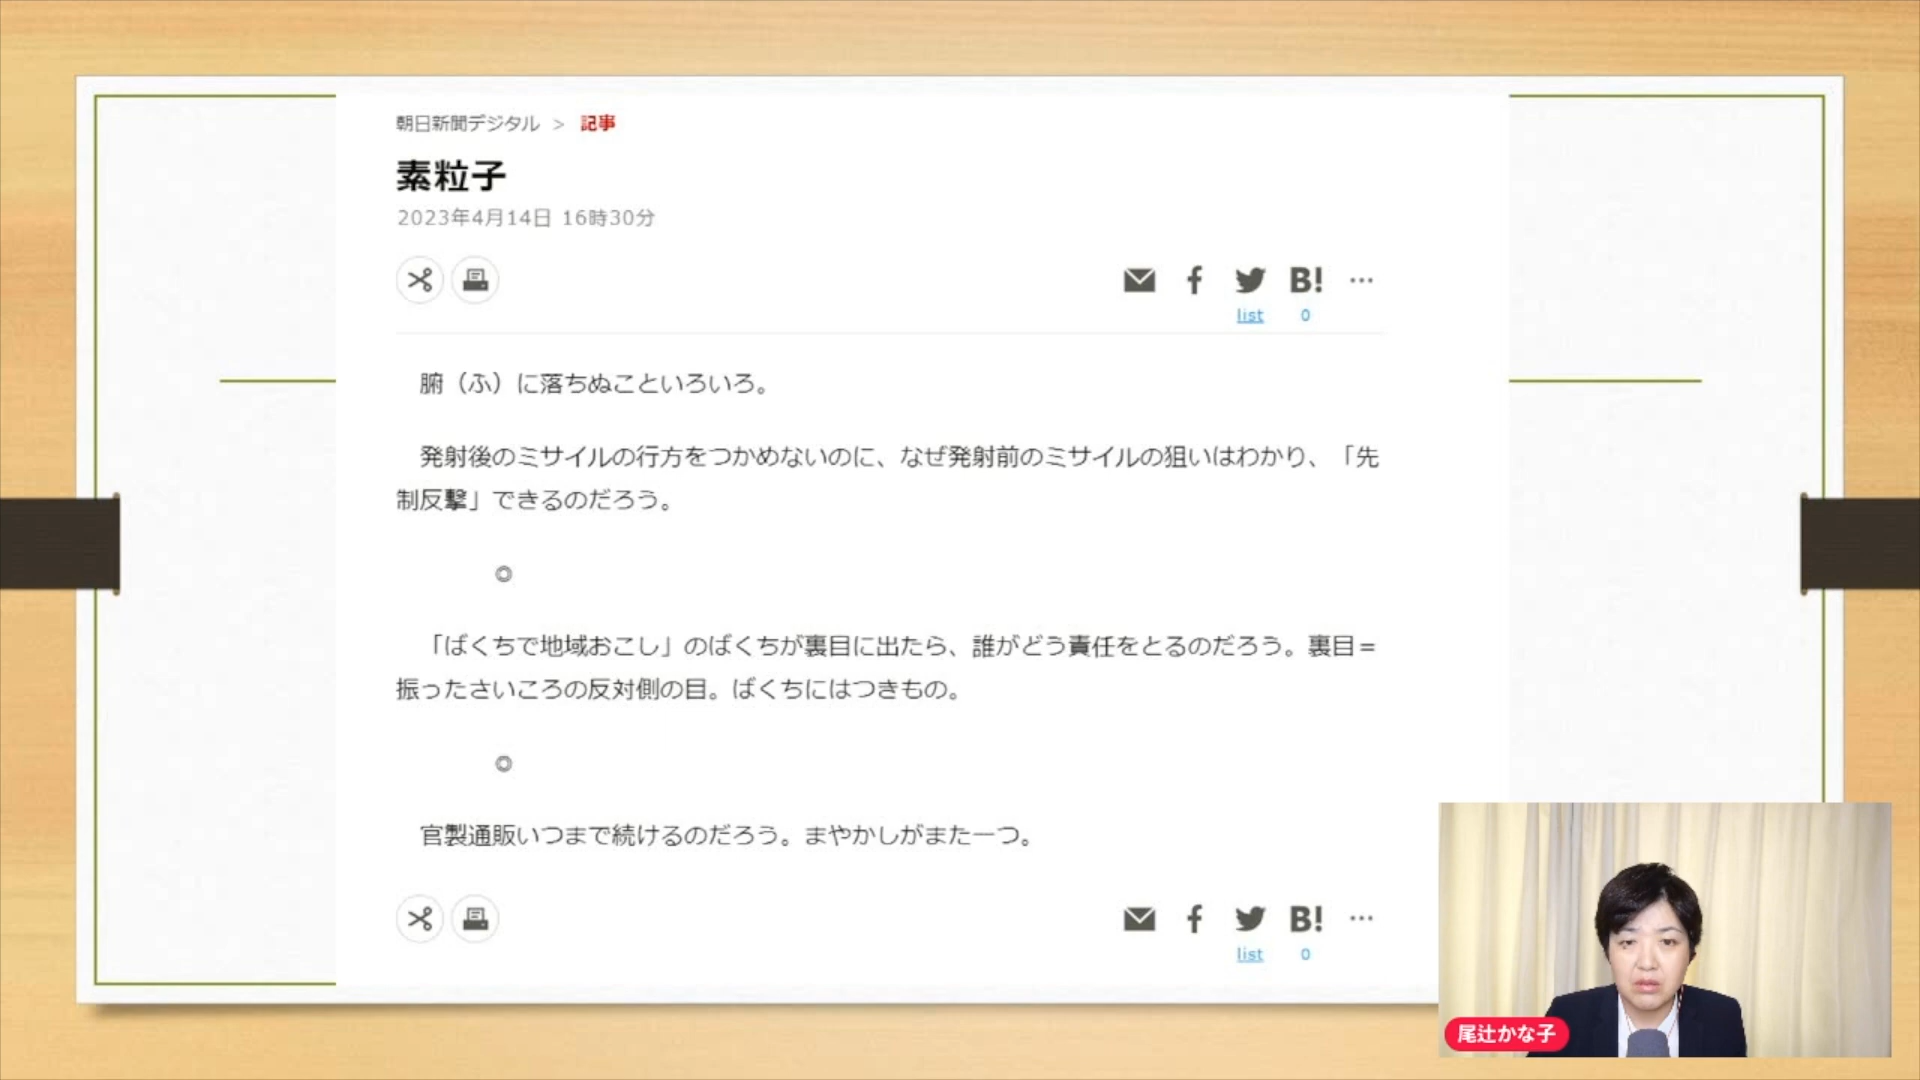 朝日新聞デジタル > 記事
素粒子
2023年4月14日 16時30分
B!
list 0
腑（ふ）に落ちぬこといろいろ。
発射後のミサイルの行方をつかめないのに、なぜ発射前のミサイルの狙いはわかり、「先
制反撃」できるのだろう。
◎
「ばくちで地域おこし」のばくちが裏目に出たら、誰がどう責任をとるのだろう。裏目＝
振ったさいころの反対側の目。ばくちにはつきもの。
◎
官製通販いつまで続けるのだろう。まやかしがまた一つ。
B!
list 0
尾辻かな子